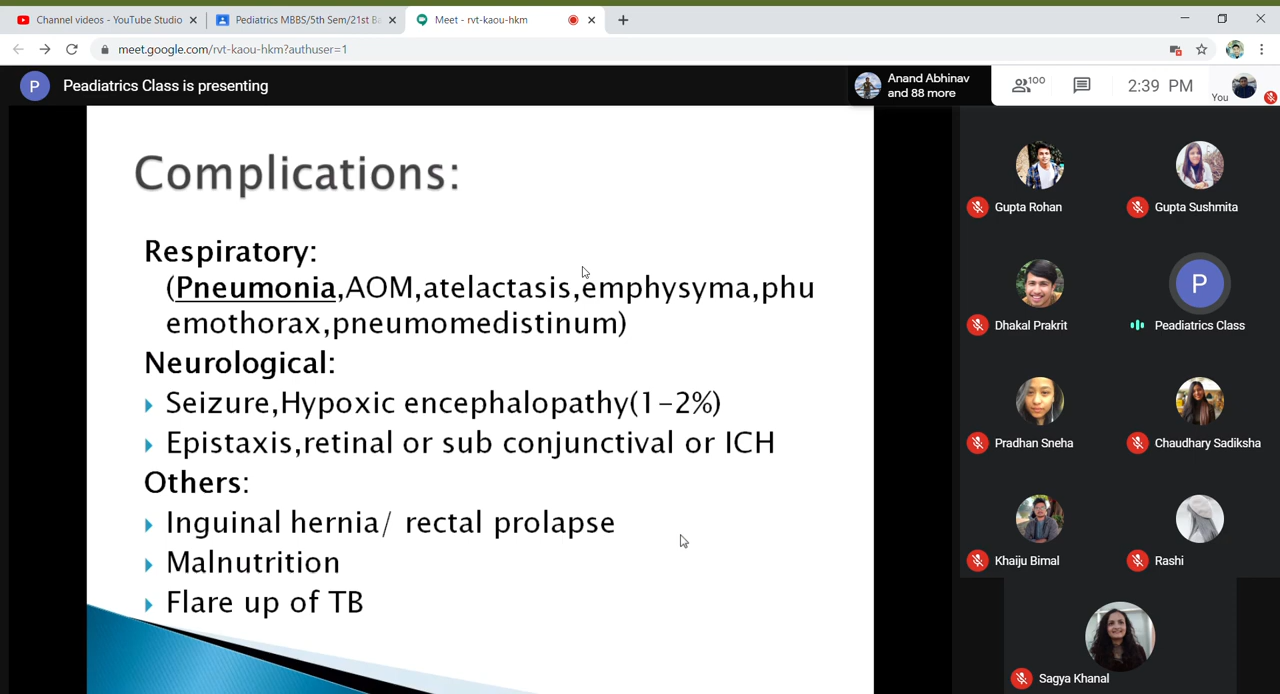 Channel videos - YouTube Studio
Pediatrics MBBS/5th Sem/21st Ba
Meet - rvt-kaou-hkm
meet.google.com/rvt-kaou-hkm?authuser=1
P
Peadiatrics Class is presenting
Anand Abhinav
and 88 more
100
2:39 PM
You
Complications:
Respiratory:
(Pneumonia,AOM,atelactasis,emphysyma,phu
emothorax,pneumomedistinum)
Neurological:
Seizure,Hypoxic encephalopathy(1-2%)
Epistaxis,retinal or sub conjunctival or ICH
Others:
Inguinal hernia/ rectal prolapse
Malnutrition
Flare up of TB
Gupta Rohan
Gupta Sushmita
Dhakal Prakrit
P
Peadiatrics Class
Pradhan Sneha
Chaudhary Sadiksha
Khaiju Bimal
Rashi
Sagya Khanal